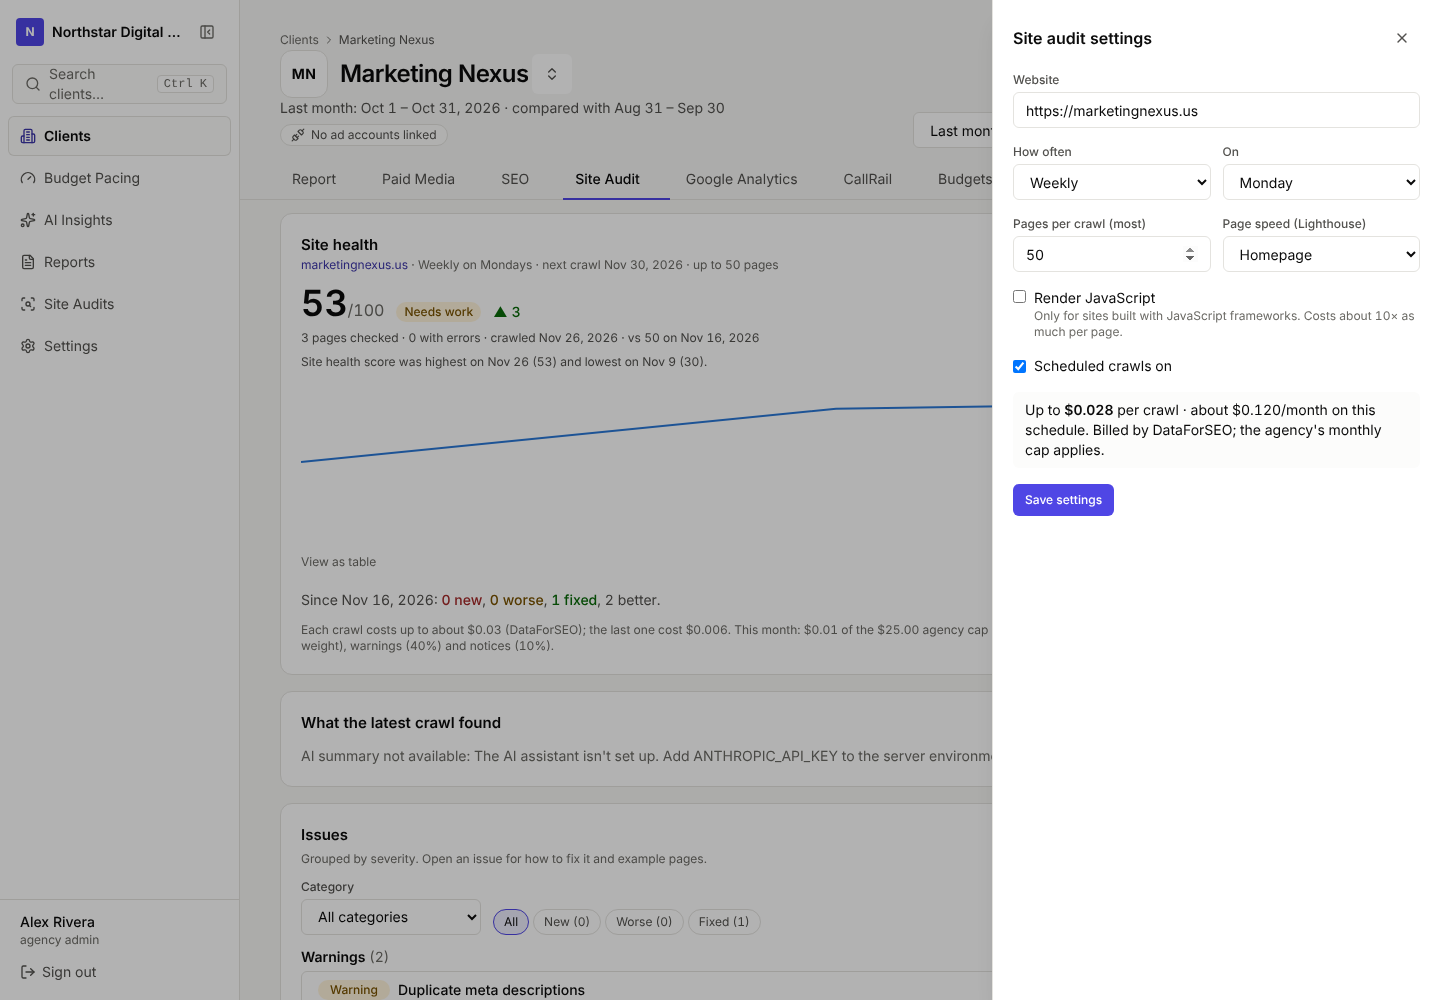 N
Northstar Digital ...
Search clients...
Ctrl K
Clients
Budget Pacing
AI Insights
Reports
Site Audits
Settings
Alex Rivera
agency admin
Sign out
Clients > Marketing Nexus
MN
Marketing Nexus
Last month: Oct 1 – Oct 31, 2026 · compared with Aug 31 – Sep 30
No ad accounts linked
Last mont
Report
Paid Media
SEO
Site Audit
Google Analytics
CallRail
Budgets
Site health
marketingnexus.us · Weekly on Mondays · next crawl Nov 30, 2026 · up to 50 pages
53/100 Needs work ▲ 3
3 pages checked · 0 with errors · crawled Nov 26, 2026 · vs 50 on Nov 16, 2026
Site health score was highest on Nov 26 (53) and lowest on Nov 9 (30).
View as table
Since Nov 16, 2026: 0 new, 0 worse, 1 fixed, 2 better.
Each crawl costs up to about $0.03 (DataForSEO); the last one cost $0.006. This month: $0.01 of the $25.00 agency cap
weight), warnings (40%) and notices (10%).
What the latest crawl found
AI summary not available: The AI assistant isn't set up. Add ANTHROPIC_API_KEY to the server environme
Issues
Grouped by severity. Open an issue for how to fix it and example pages.
Category
All categories
All
New (0)
Worse (0)
Fixed (1)
Warnings (2)
Warning
Duplicate meta descriptions
Site audit settings
Website
https://marketingnexus.us
How often
On
Weekly
Monday
Pages per crawl (most)
Page speed (Lighthouse)
50
Homepage
Render JavaScript
Only for sites built with JavaScript frameworks. Costs about 10× as
much per page.
Scheduled crawls on
Up to $0.028 per crawl · about $0.120/month on this
schedule. Billed by DataForSEO; the agency's monthly
cap applies.
Save settings